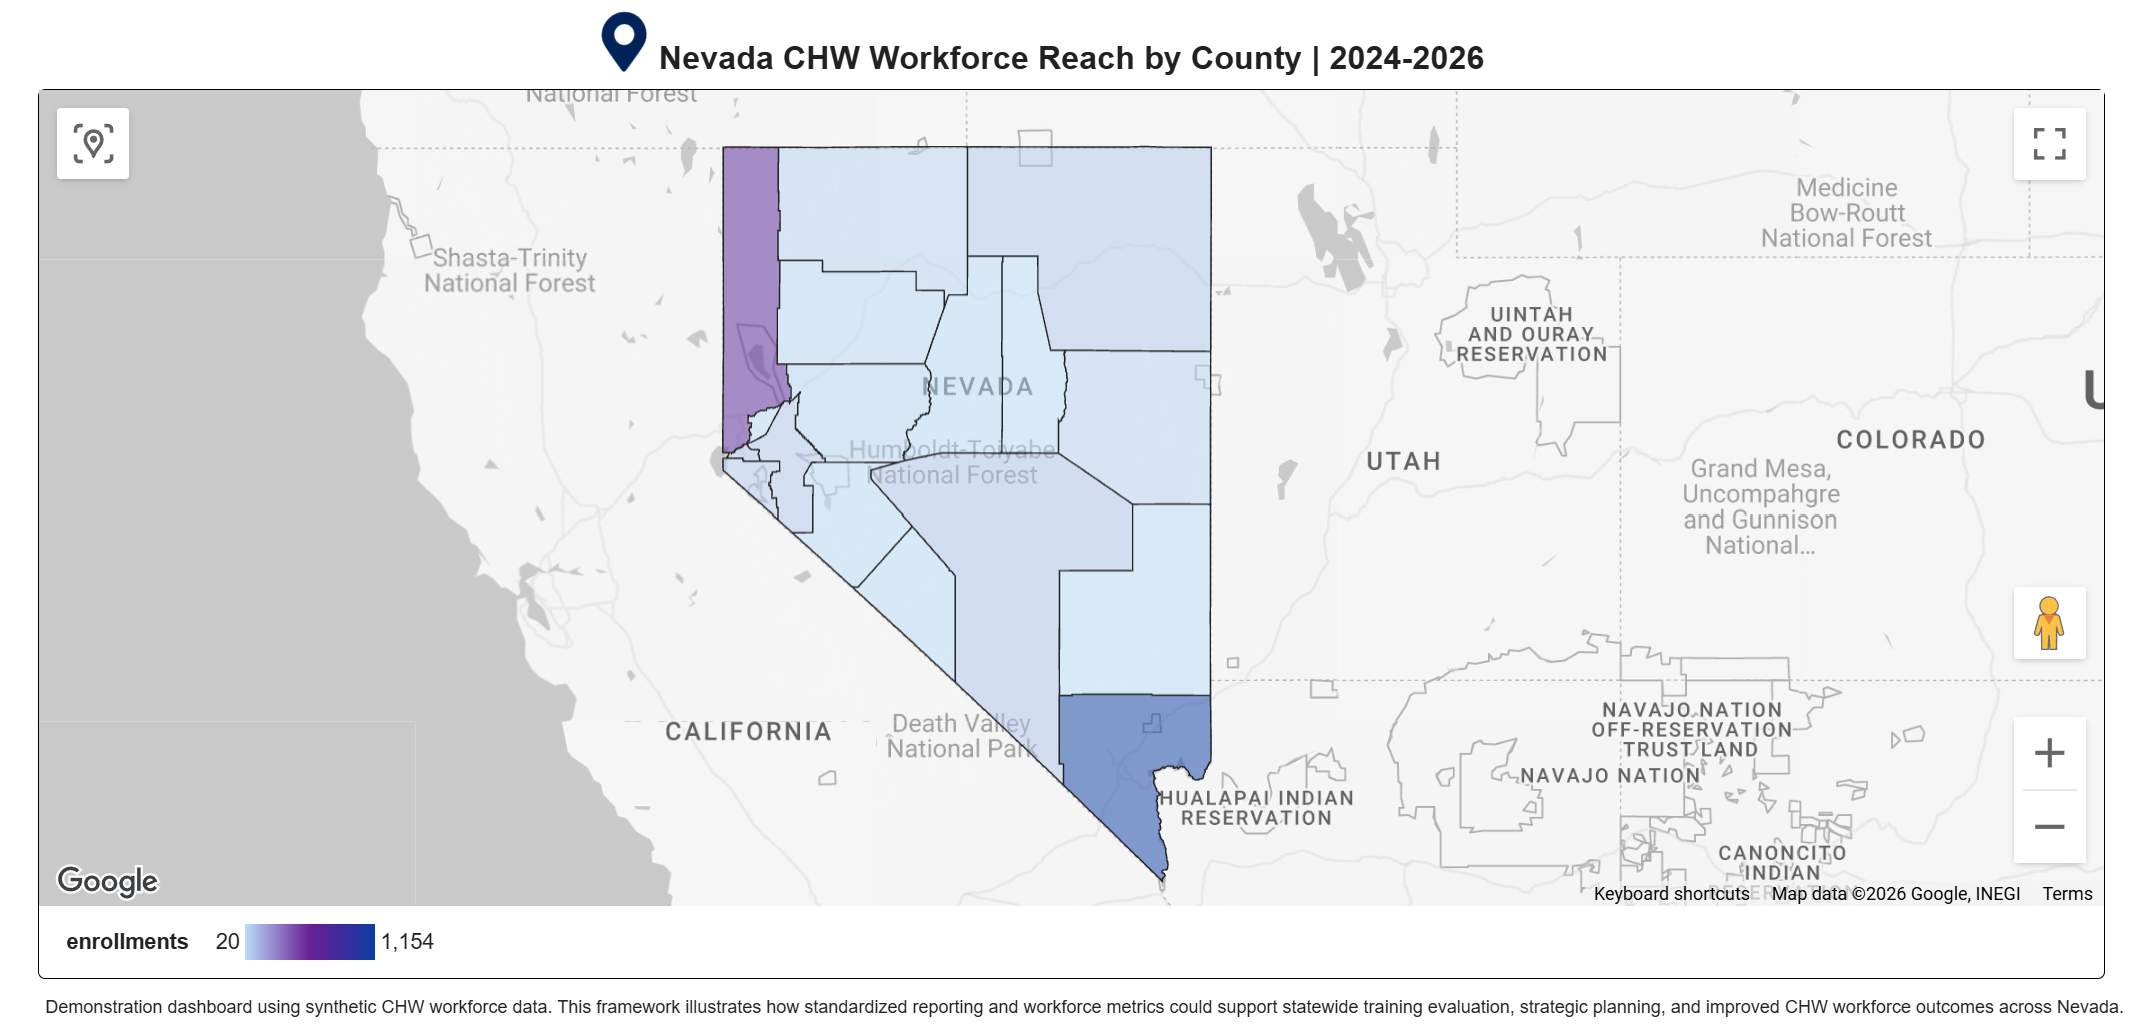 Nevada CHW Workforce Reach by County | 2024-2026
National Forest
Medicine
Bow-Routt
National Forest
Shasta-Trinity
National Forest
UINTAH
AND OURAY
RESERVATION
NEVADA
U
COLORADO
Humboldt-Toiyabe
National Forest
UTAH
Grand Mesa,
Uncompahgre
and Gunnison
National...
CALIFORNIA
Death Valley
National Park
NAVAJO NATION
OFF-RESERVATION
TRUST LAND
NAVAJO NATION
HUALAPAI INDIAN
RESERVATION
CANONCITO
INDIAN
RESERVATION
Google
Keyboard shortcuts Map data ©2026 Google, INEGI Terms
enrollments 20 1,154
Demonstration dashboard using synthetic CHW workforce data. This framework illustrates how standardized reporting and workforce metrics could support statewide training evaluation, strategic planning, and improved CHW workforce outcomes across Nevada.